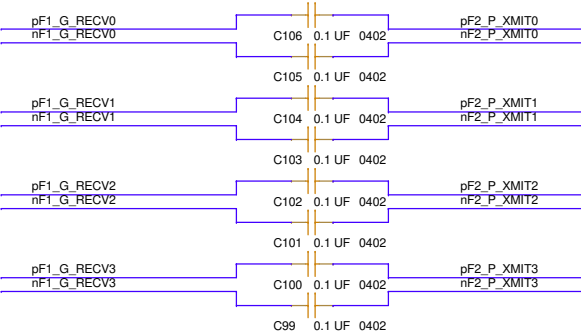 pF1_G_RECV0 pF2_P_XMIT0
nF1_G_RECV0 C106 0.1 UF 0402 nF2_P_XMIT0
C105 0.1 UF 0402
pF1_G_RECV1 pF2_P_XMIT1
nF1_G_RECV1 C104 0.1 UF 0402 nF2_P_XMIT1
C103 0.1 UF 0402
pF1_G_RECV2 pF2_P_XMIT2
nF1_G_RECV2 C102 0.1 UF 0402 nF2_P_XMIT2
C101 0.1 UF 0402
pF1_G_RECV3 pF2_P_XMIT3
nF1_G_RECV3 C100 0.1 UF 0402 nF2_P_XMIT3
C99 0.1 UF 0402